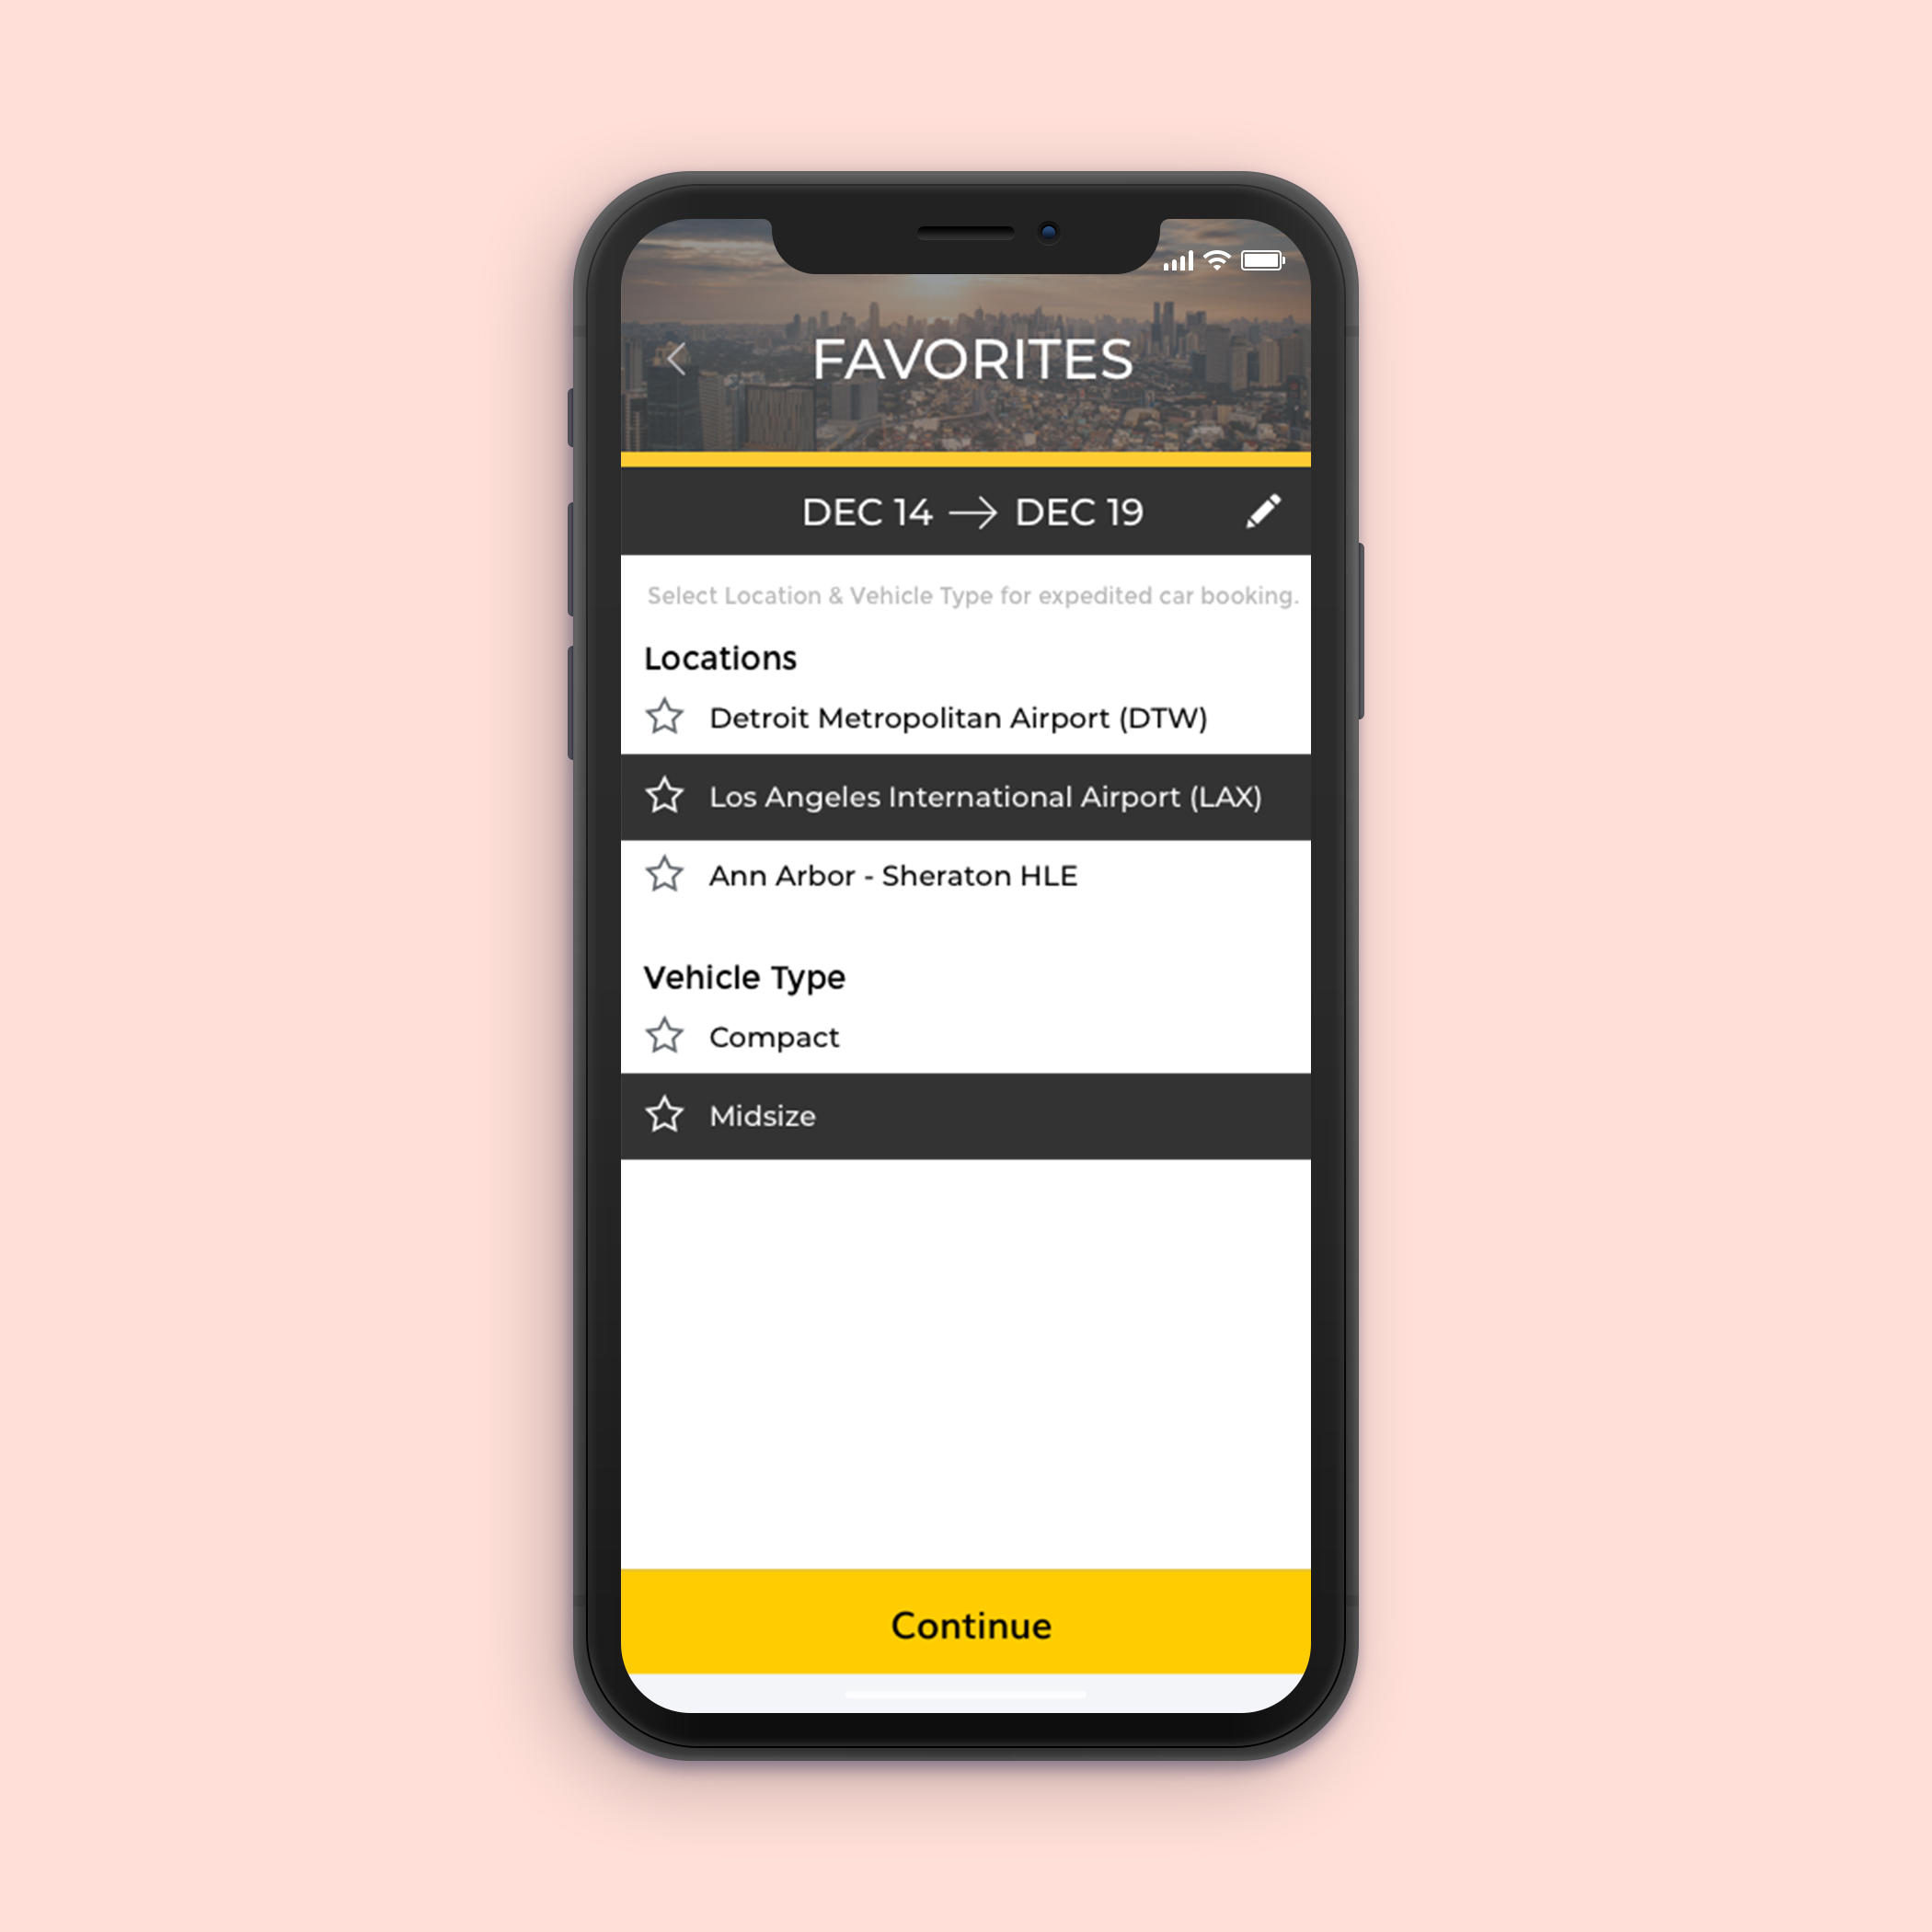 FAVORITES
DEC 14 → DEC 19
Select Location & Vehicle Type for expedited car booking.
Locations
Detroit Metropolitan Airport (DTW)
Los Angeles International Airport (LAX)
Ann Arbor - Sheraton HLE
Vehicle Type
Compact
Midsize
Continue